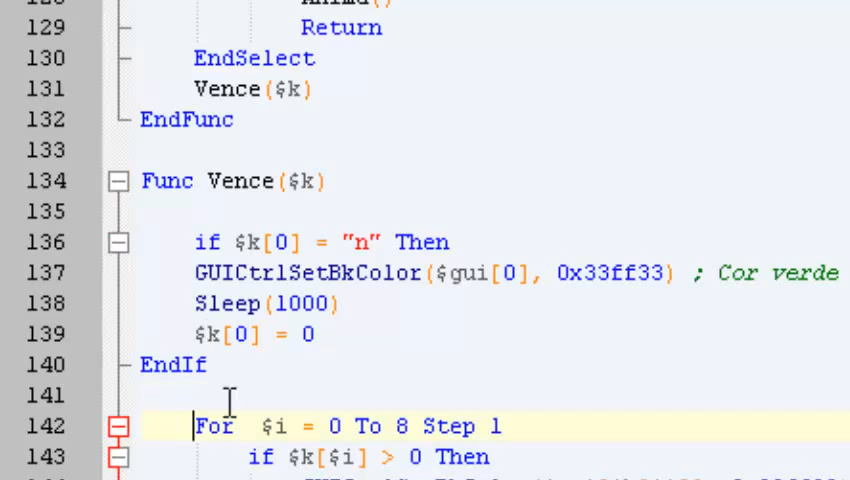 129 Return
130 EndSelect
131 Vence($k)
132 EndFunc
133
134 Func Vence($k)
135
136 if $k[0] = "n" Then
137 GUICtrlSetBkColor($gui[0], 0x33ff33) ; Cor verde
138 Sleep(1000)
139 $k[0] = 0
140 EndIf
141
142 For $i = 0 To 8 Step 1
143 if $k[$i] > 0 Then